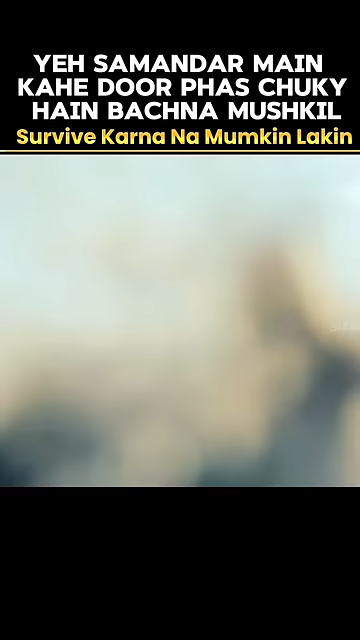 YEH SAMANDAR MAIN
KAHE DOOR PHAS CHUKY
HAIN BACHNA MUSHKIL
Survive Karna Na Mumkin Lakin